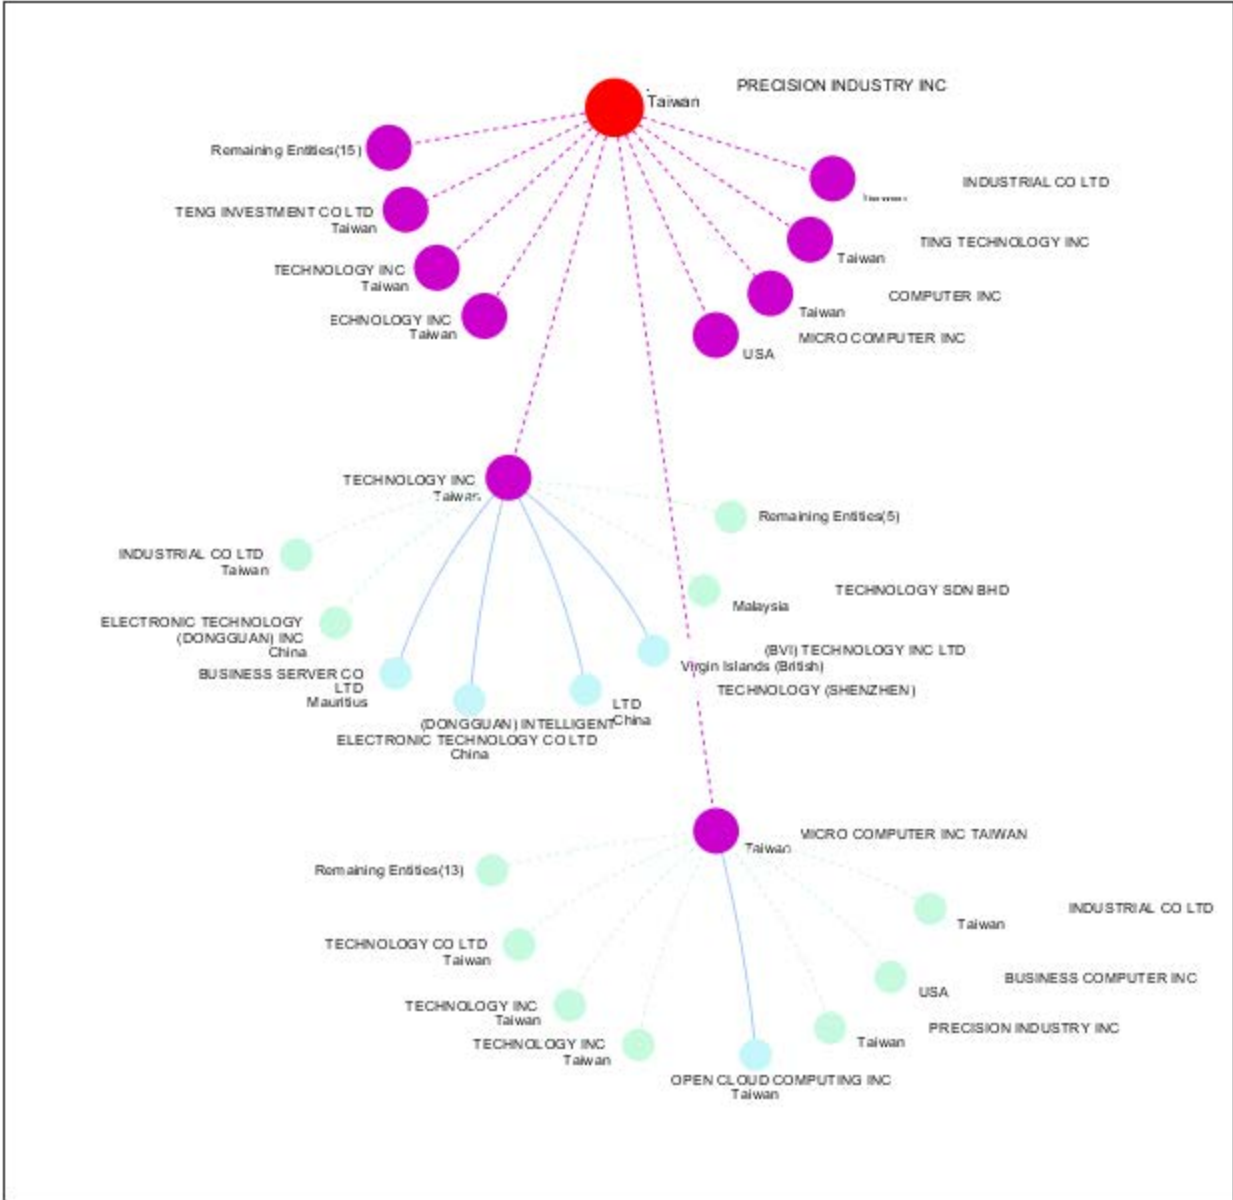 PRECISION INDUSTRY INC
Taiwan
Remaining Entities(15)
INDUSTRIAL CO LTD
TENG INVESTMENT CO LTD
Taiwan
TING TECHNOLOGY INC
Taiwan
TECHNOLOGY INC
Taiwan
COMPUTER INC
Taiwan
ECHNOLOGY INC
Taiwan
MICRO COMPUTER INC
USA
TECHNOLOGY INC
Taiwan
Remaining Entities(5)
INDUSTRIAL CO LTD
Taiwan
TECHNOLOGY SDN BHD
Malaysia
ELECTRONIC TECHNOLOGY
(DONGGUAN) INC
China
(BVI) TECHNOLOGY INC LTD
Virgin Islands (British)
BUSINESS SERVER CO
LTD
Mauritius
TECHNOLOGY (SHENZHEN)
LTD
China
(DONGGUAN) INTELLIGENT
ELECTRONIC TECHNOLOGY CO LTD
China
MICRO COMPUTER INC TAIWAN
Taiwan
Remaining Entities(13)
INDUSTRIAL CO LTD
Taiwan
TECHNOLOGY CO LTD
Taiwan
BUSINESS COMPUTER INC
USA
TECHNOLOGY INC
Taiwan
PRECISION INDUSTRY INC
Taiwan
TECHNOLOGY INC
Taiwan
OPEN CLOUD COMPUTING INC
Taiwan